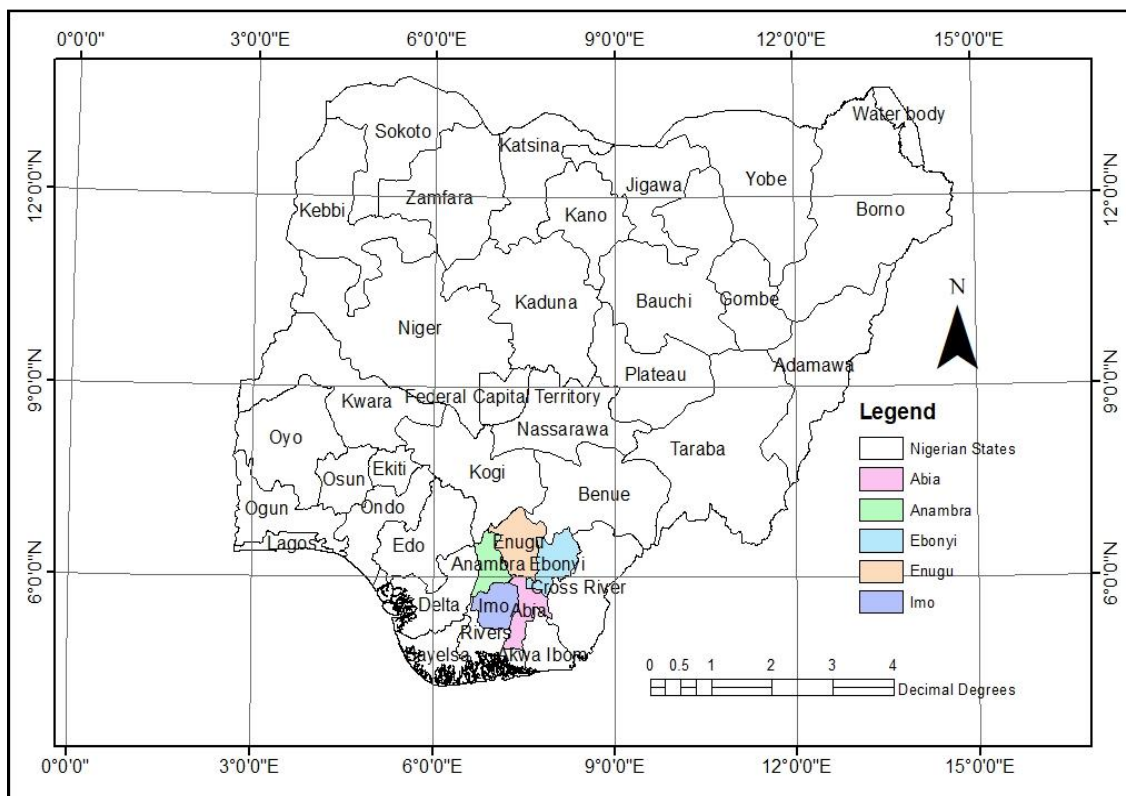 0°0'0" 3°0'0"E 6°0'0"E 9°0'0"E 12°0'0"E 15°0'0"E
Water body
Sokoto
Katsina
Yobe
Jigawa
12°0'0"N
12°0'0"N
Zamfara
Kebbi
Kano
Borno
N
Kaduna
Bauchi
Gombe
Niger
Adamawa
Plateau
9°0'0"N
9°0'0"N
Federal Capital Territory
Kwara
Nassarawa
Oyo
Taraba
Ekiti
Kogi
Osun
Benue
Ogun
Ondo
Lagos
Edo
Enugu
Anambra
Ebonyi
6°0'0"N
6°0'0"N
Cross River
Delta
Imo
Abia
Rivers
Bayelsa
Akwa Ibom
Legend
Nigerian States
Abia
Anambra
Ebonyi
Enugu
Imo
0 0.5 1 2 3 4
Decimal Degrees
0°0'0" 3°0'0"E 6°0'0"E 9°0'0"E 12°0'0"E 15°0'0"E